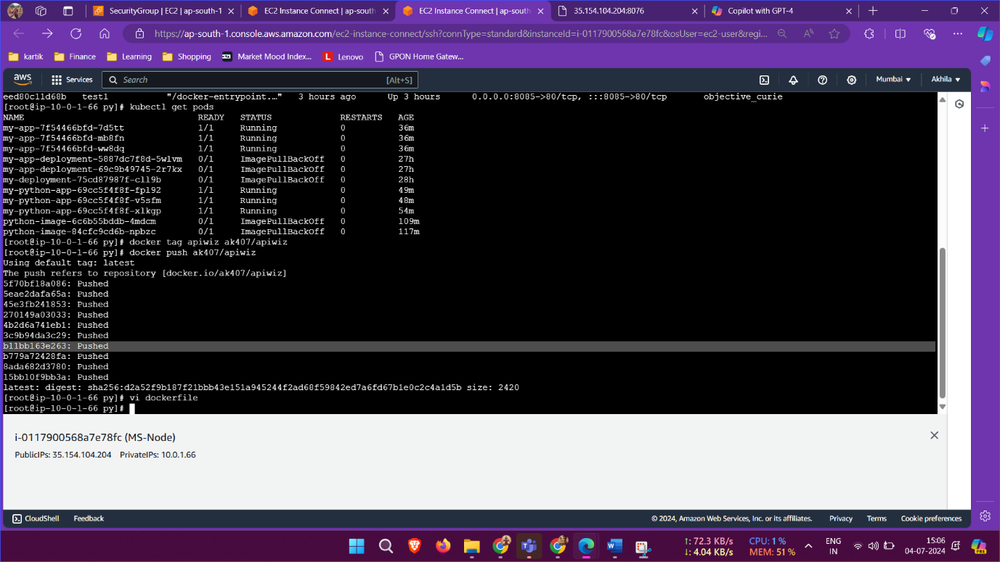 SecurityGroup | EC2 | ap-south-1
EC2 Instance Connect | ap-south-
EC2 Instance Connect | ap-south-
35.154.104.204:8076
Copilot with GPT-4
https://ap-south-1.console.aws.amazon.com/ec2-instance-connect/ssh?connType=standard&instanceId=i-0117900568a7e78fc&osUser=ec2-user&regi...
kartik
Finance
Learning
Shopping
Market Mood Index...
Lenovo
GPON Home Gatew...
aws
Services
Search
[Alt+S]
Mumbai
Akhila
eed80c11d68b test1 "/docker-entrypoint.…" 3 hours ago Up 3 hours 0.0.0.0:8085->80/tcp, :::8085->80/tcp objective_curie
[root@ip-10-0-1-66 py]# kubectl get pods
NAME READY STATUS RESTARTS AGE
my-app-7f54466bfd-7d5tt 1/1 Running 0 36m
my-app-7f54466bfd-mb8fn 1/1 Running 0 36m
my-app-7f54466bfd-ww8dq 1/1 Running 0 36m
my-app-deployment-5887dc7f8d-5wlvm 0/1 ImagePullBackOff 0 27h
my-app-deployment-69c9b49745-2r7kx 0/1 ImagePullBackOff 0 27h
my-deployment-75cd87987f-cll9b 0/1 ImagePullBackOff 0 28h
my-python-app-69cc5f4f8f-fpl92 1/1 Running 0 49m
my-python-app-69cc5f4f8f-v5sfm 1/1 Running 0 48m
my-python-app-69cc5f4f8f-xlkgp 1/1 Running 0 54m
python-image-6c6b55bddb-4mdcm 0/1 ImagePullBackOff 0 109m
python-image-84cfc9cd6b-npbzc 0/1 ImagePullBackOff 0 117m
[root@ip-10-0-1-66 py]# docker tag apiwiz ak407/apiwiz
[root@ip-10-0-1-66 py]# docker push ak407/apiwiz
Using default tag: latest
The push refers to repository [docker.io/ak407/apiwiz]
5f70bf18a086: Pushed
5eae2dafa65a: Pushed
45e3fb241853: Pushed
270149a03033: Pushed
4b2d6a741eb1: Pushed
3c9b94da3c29: Pushed
b11bb163e263: Pushed
b779a72428fa: Pushed
8ada682d3780: Pushed
15bb10f9bb3a: Pushed
latest: digest: sha256:d2a52f9b187f21bbb43e151a945244f2ad68f59842ed7a6fd67b1e0c2c4a1d5b size: 2420
[root@ip-10-0-1-66 py]# vi dockerfile
[root@ip-10-0-1-66 py]#
i-0117900568a7e78fc (MS-Node)
PublicIPs: 35.154.104.204 PrivateIPs: 10.0.1.66
CloudShell
Feedback
© 2024, Amazon Web Services, Inc. or its affiliates.
Privacy
Terms
Cookie preferences
↑: 72.3 KB/s CPU: 1 %
↓: 4.04 KB/s MEM: 51 %
ENG
IN
15:06
04-07-2024
PRE